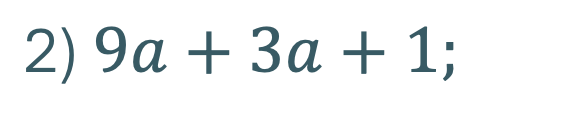 2) 9a + 3a + 1;